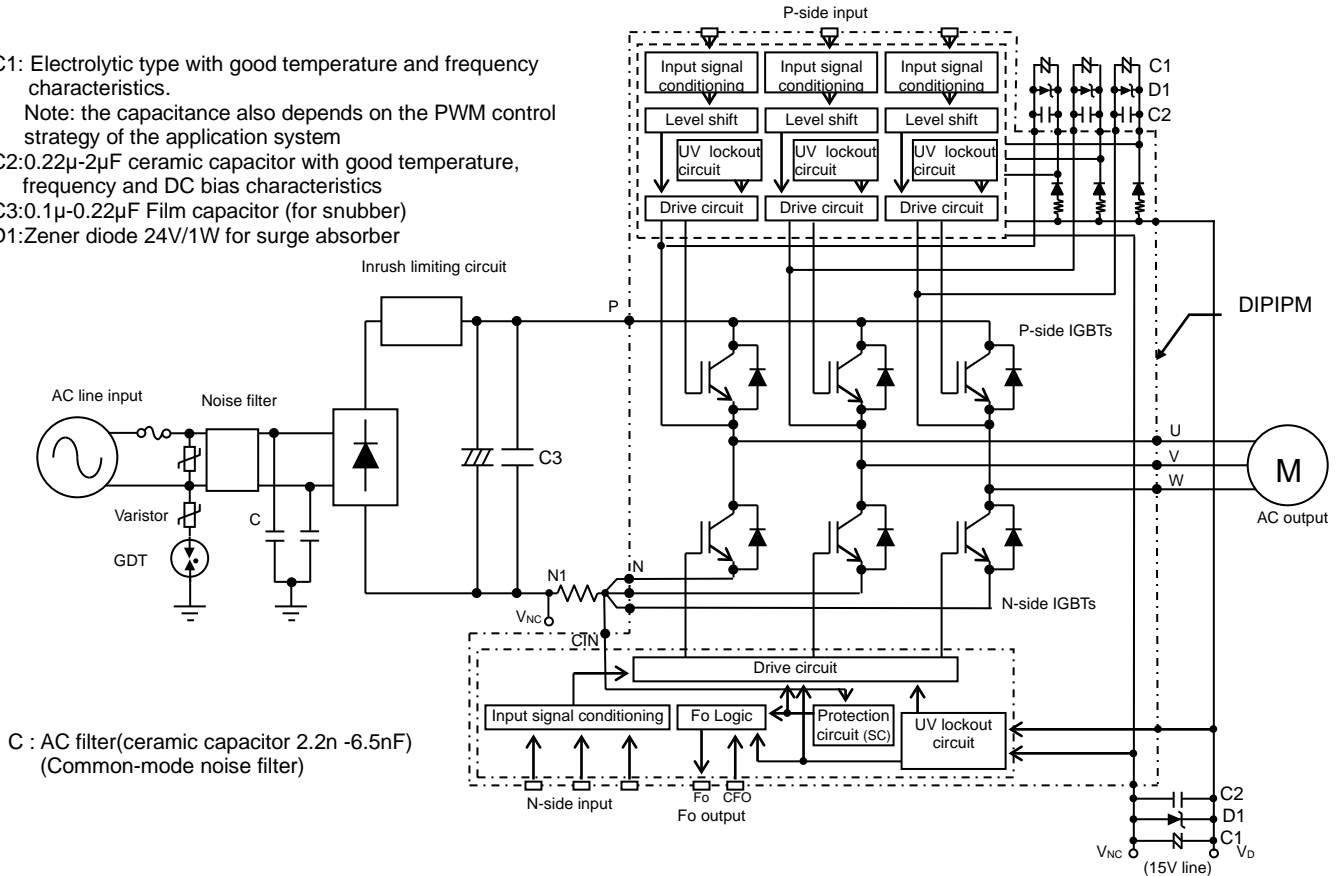 P-side input
C1: Electrolytic type with good temperature and frequency
characteristics.
Note: the capacitance also depends on the PWM control
strategy of the application system
C2:0.22μ-2μF ceramic capacitor with good temperature,
frequency and DC bias characteristics
C3:0.1μ-0.22μF Film capacitor (for snubber)
D1:Zener diode 24V/1W for surge absorber
Input signal
conditioning
Input signal
conditioning
Input signal
conditioning
Level shift
Level shift
Level shift
UV lockout
circuit
UV lockout
circuit
UV lockout
circuit
Drive circuit
Drive circuit
Drive circuit
C1
D1
C2
Inrush limiting circuit
P
P-side IGBTs
DIPIPM
AC line input
Noise filter
C3
U
V
W
M
AC output
Varistor
C
GDT
N1
N
VNC
CIN
N-side IGBTs
Drive circuit
Input signal conditioning
Fo Logic
Protection
circuit (SC)
UV lockout
circuit
C : AC filter(ceramic capacitor 2.2n -6.5nF)
(Common-mode noise filter)
N-side input
Fo
CFO
Fo output
C2
D1
C1
VNC
VD
(15V line)